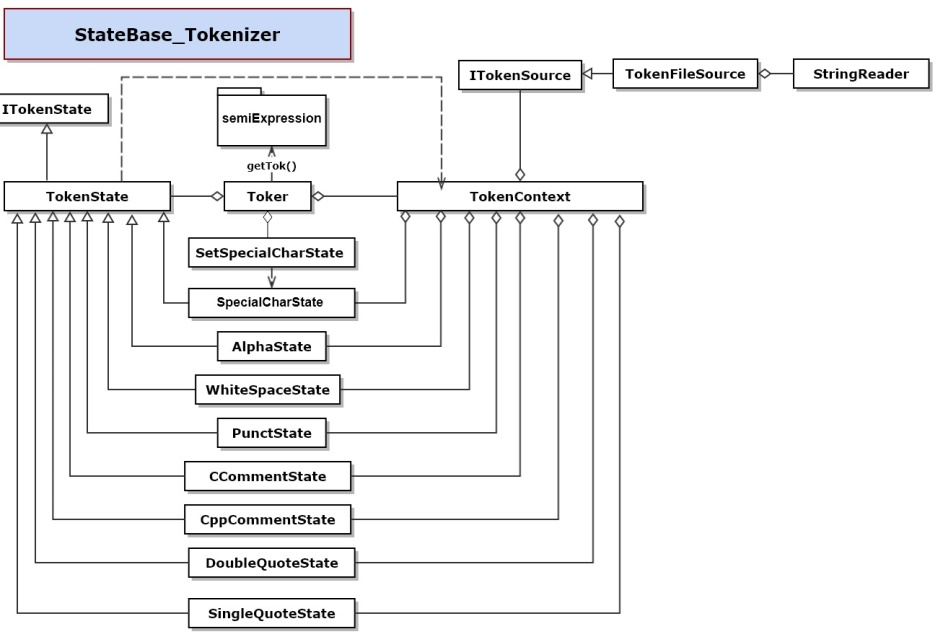 StateBase_Tokenizer
ITokenSource
TokenFileSource
StringReader
ITokenState
semiExpression
getTok()
TokenState
Toker
TokenContext
SetSpecialCharState
SpecialCharState
AlphaState
WhiteSpaceState
PunctState
CCommentState
CppCommentState
DoubleQuoteState
SingleQuoteState